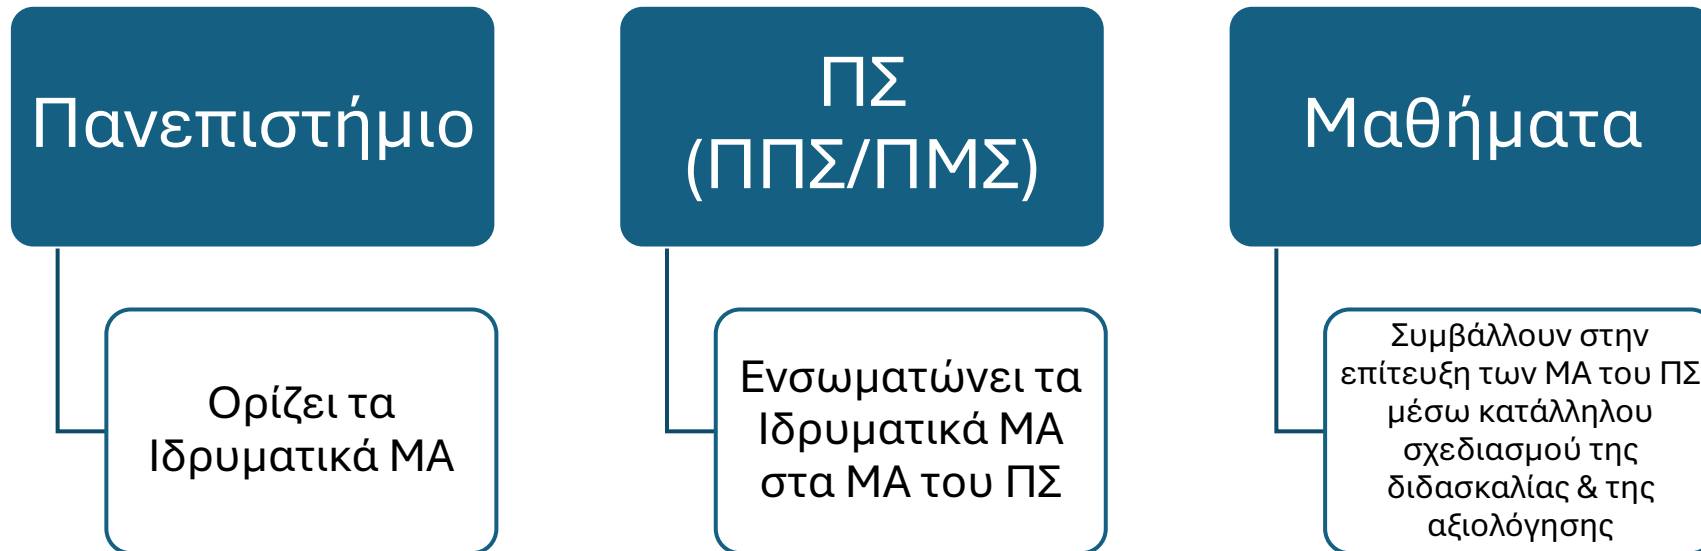 Πανεπιστήμιο
Ορίζει τα
Ιδρυματικά ΜΑ
ΠΣ
(ΠΠΣ/ΠΜΣ)
Ενσωματώνει τα
Ιδρυματικά ΜΑ
στα ΜΑ του ΠΣ
Μαθήματα
Συμβάλλουν στην
επίτευξη των ΜΑ του ΠΣ
μέσω κατάλληλου
σχεδιασμού της
διδασκαλίας & της
αξιολόγησης